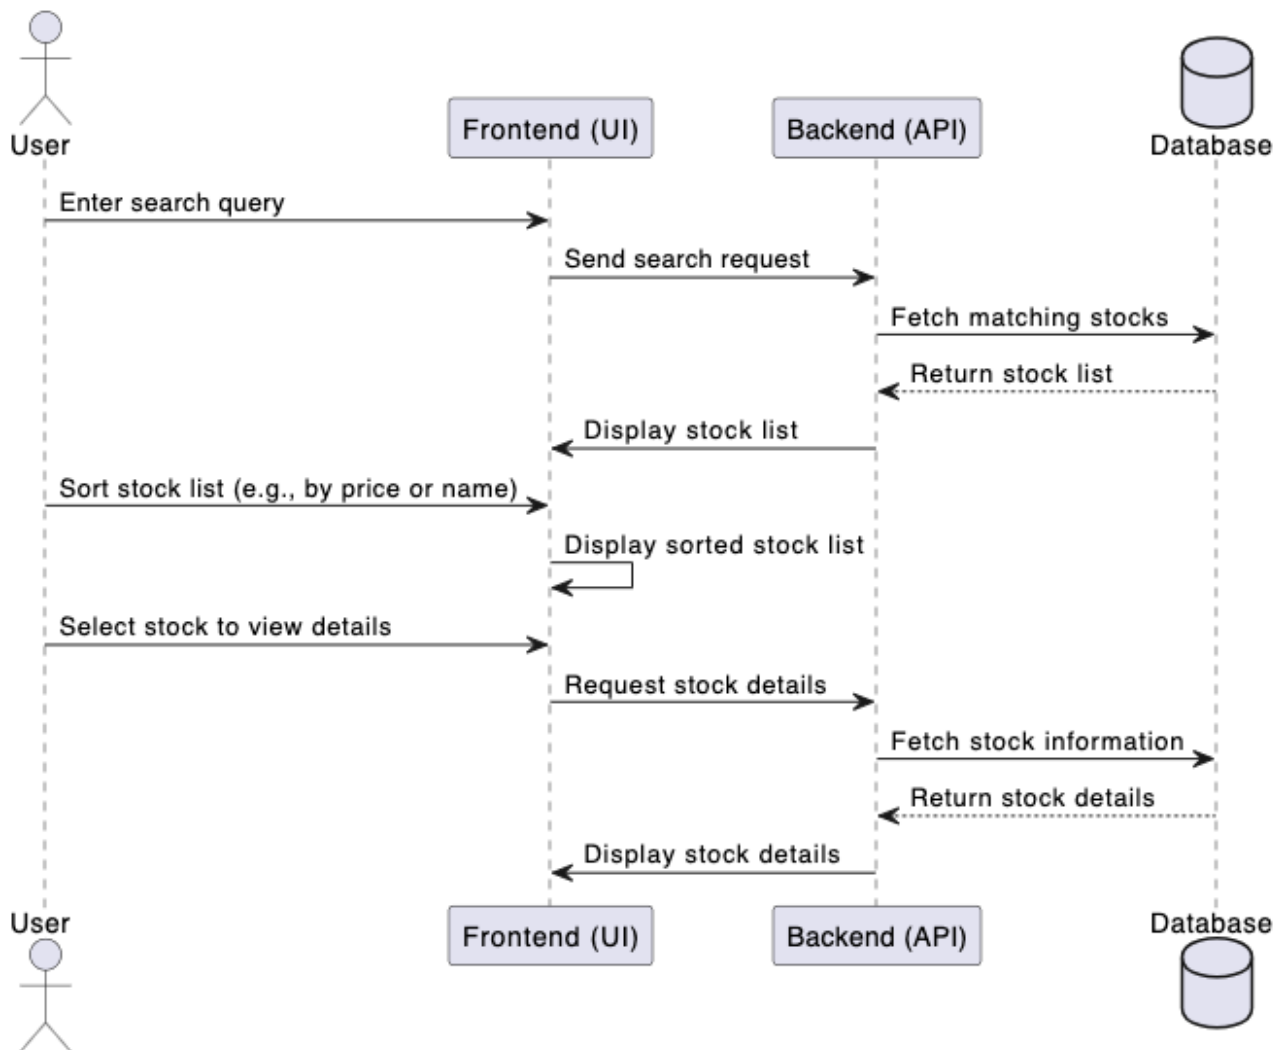 User
Frontend (UI)
Backend (API)
Database
Enter search query
Send search request
Fetch matching stocks
Return stock list
Display stock list
Sort stock list (e.g., by price or name)
Display sorted stock list
Select stock to view details
Request stock details
Fetch stock information
Return stock details
Display stock details
User
Frontend (UI)
Backend (API)
Database